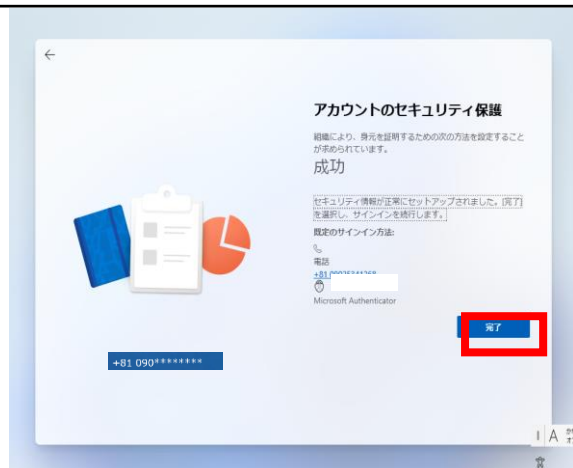 アカウントのセキュリティ保護
組織により、身元を証明するための次の方法を設定すること
が求められています。
成功
セキュリティ情報が正常にセットアップされました。[完了]
を選択し、サインインを続行します。
既定のサインイン方法:
電話
+81
Microsoft Authenticator
完了
+81 090********
A